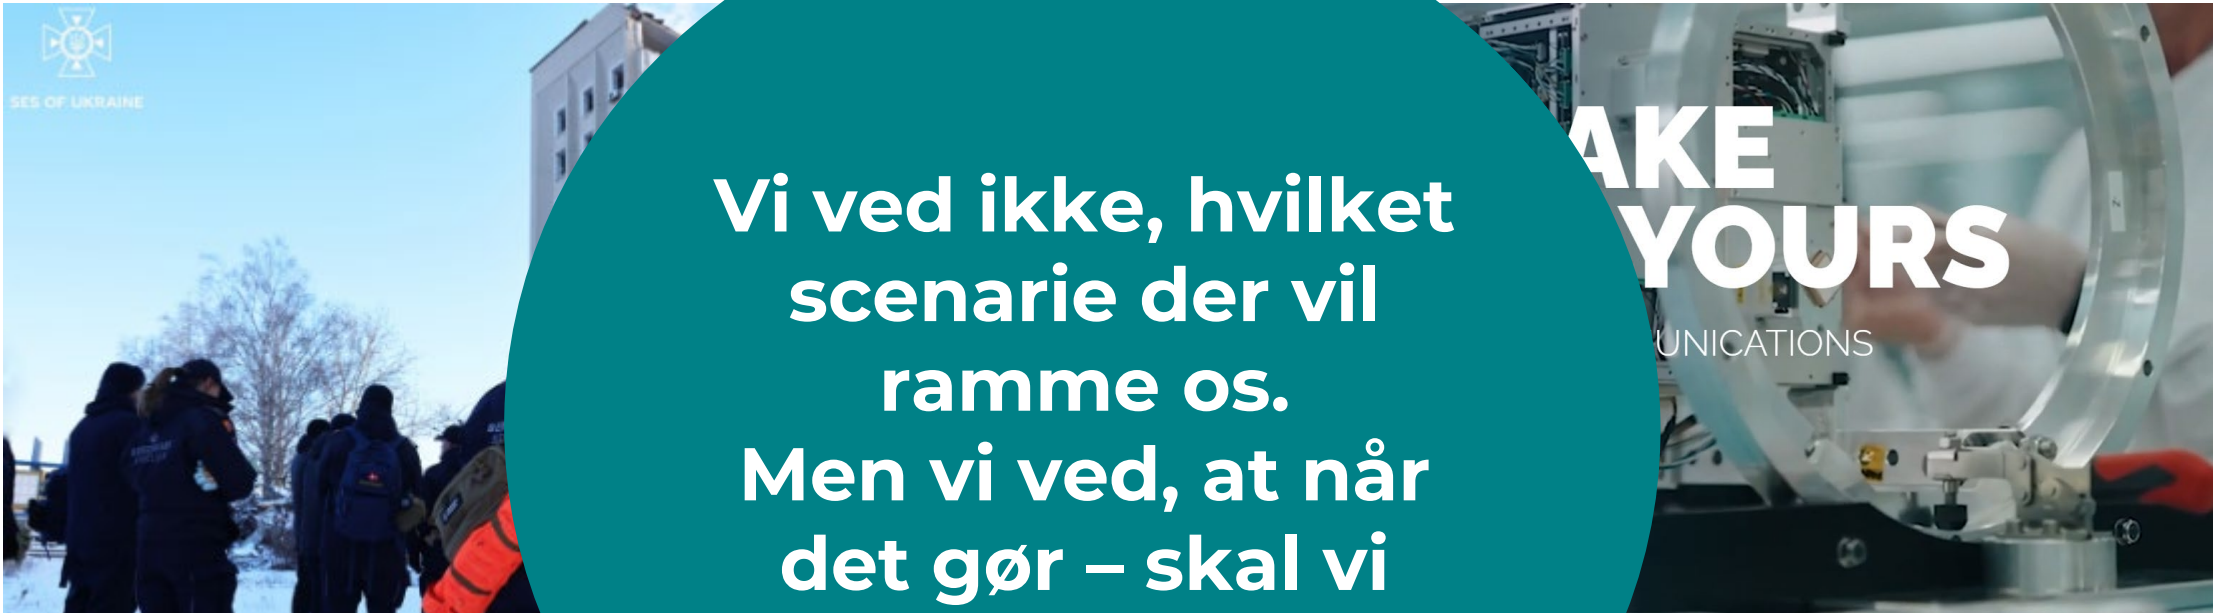 SES OF UKRAINE
Vi ved ikke, hvilket
scenarie der vil
ramme os.
Men vi ved, at når
det gør – skal vi
AKE
YOURS
UNICATIONS